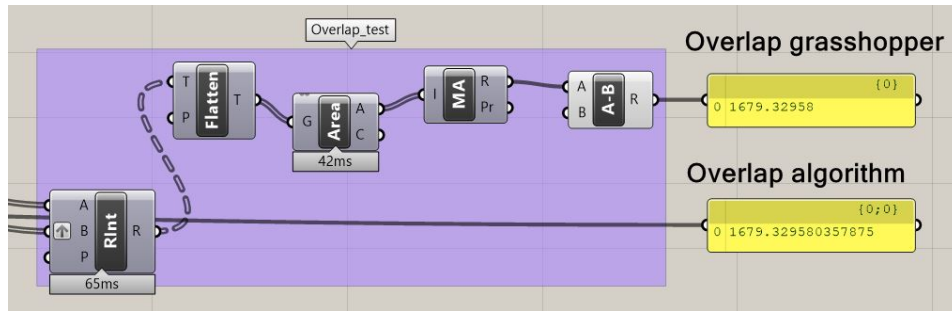 Overlap_test
Overlap grasshopper
T
P
Flatten
T
G
Area
A
C
42ms
I
MA
R
Pr
A
B
A-B
R
{0}
0 1679.32958
Overlap algorithm
A
B
P
RInt
R
65ms
{0;0}
0 1679.329580357875